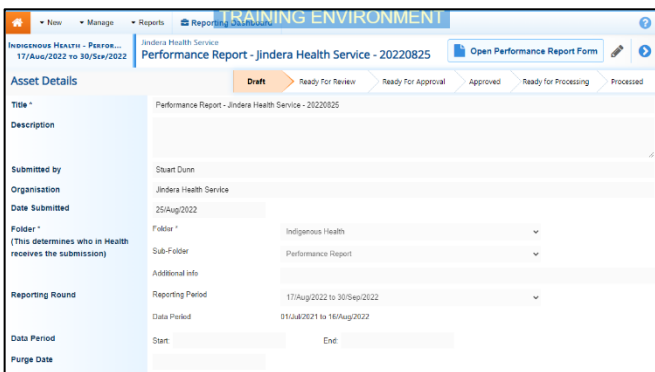 New Manage Reports Reporting Dashboard TRAINING ENVIRONMENT
INDIGENOUS HEALTH - PERFOR...
17/AUG/2022 TO 30/SEP/2022
Jindera Health Service
Performance Report - Jindera Health Service - 20220825
Open Performance Report Form
Asset Details
Draft Ready For Review Ready For Approval Approved Ready for Processing Processed
Title * Performance Report - Jindera Health Service - 20220825
Description
Submitted by Stuart Dunn
Organisation Jindera Health Service
Date Submitted 25/Aug/2022
Folder * Folder * Indigenous Health
(This determines who in Health
receives the submission) Sub-Folder Performance Report
Additional info
Reporting Round Reporting Period 17/Aug/2022 to 30/Sep/2022
Data Period 01/Jul/2021 to 16/Aug/2022
Data Period Start: End:
Purge Date